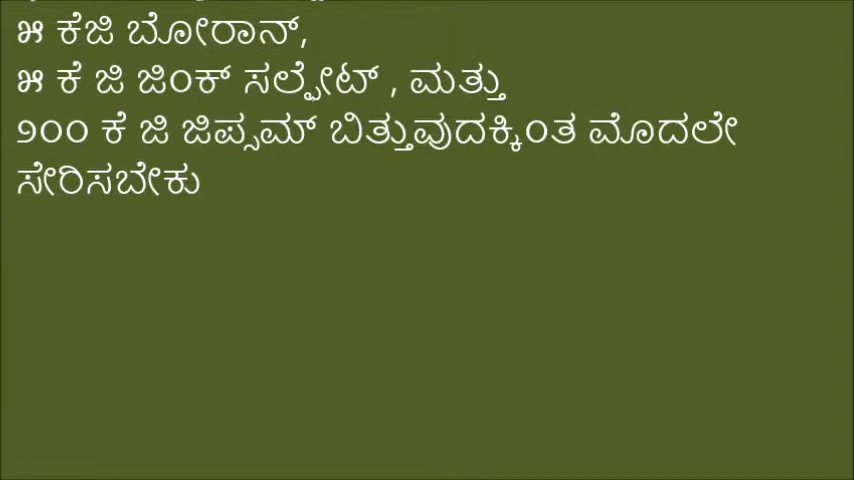 ೫ ಕೆಜಿ ಬೋರಾನ್,
೫ ಕೆ ಜಿ ಜಿಂಕ್ ಸಲ್ಫೇಟ್ , ಮತ್ತು
೨೦೦ ಕೆ ಜಿ ಜಿಪ್ಸಮ್ ಬಿತ್ತುವುದಕ್ಕಿಂತ ಮೊದಲೇ
ಸೇರಿಸಬೇಕು